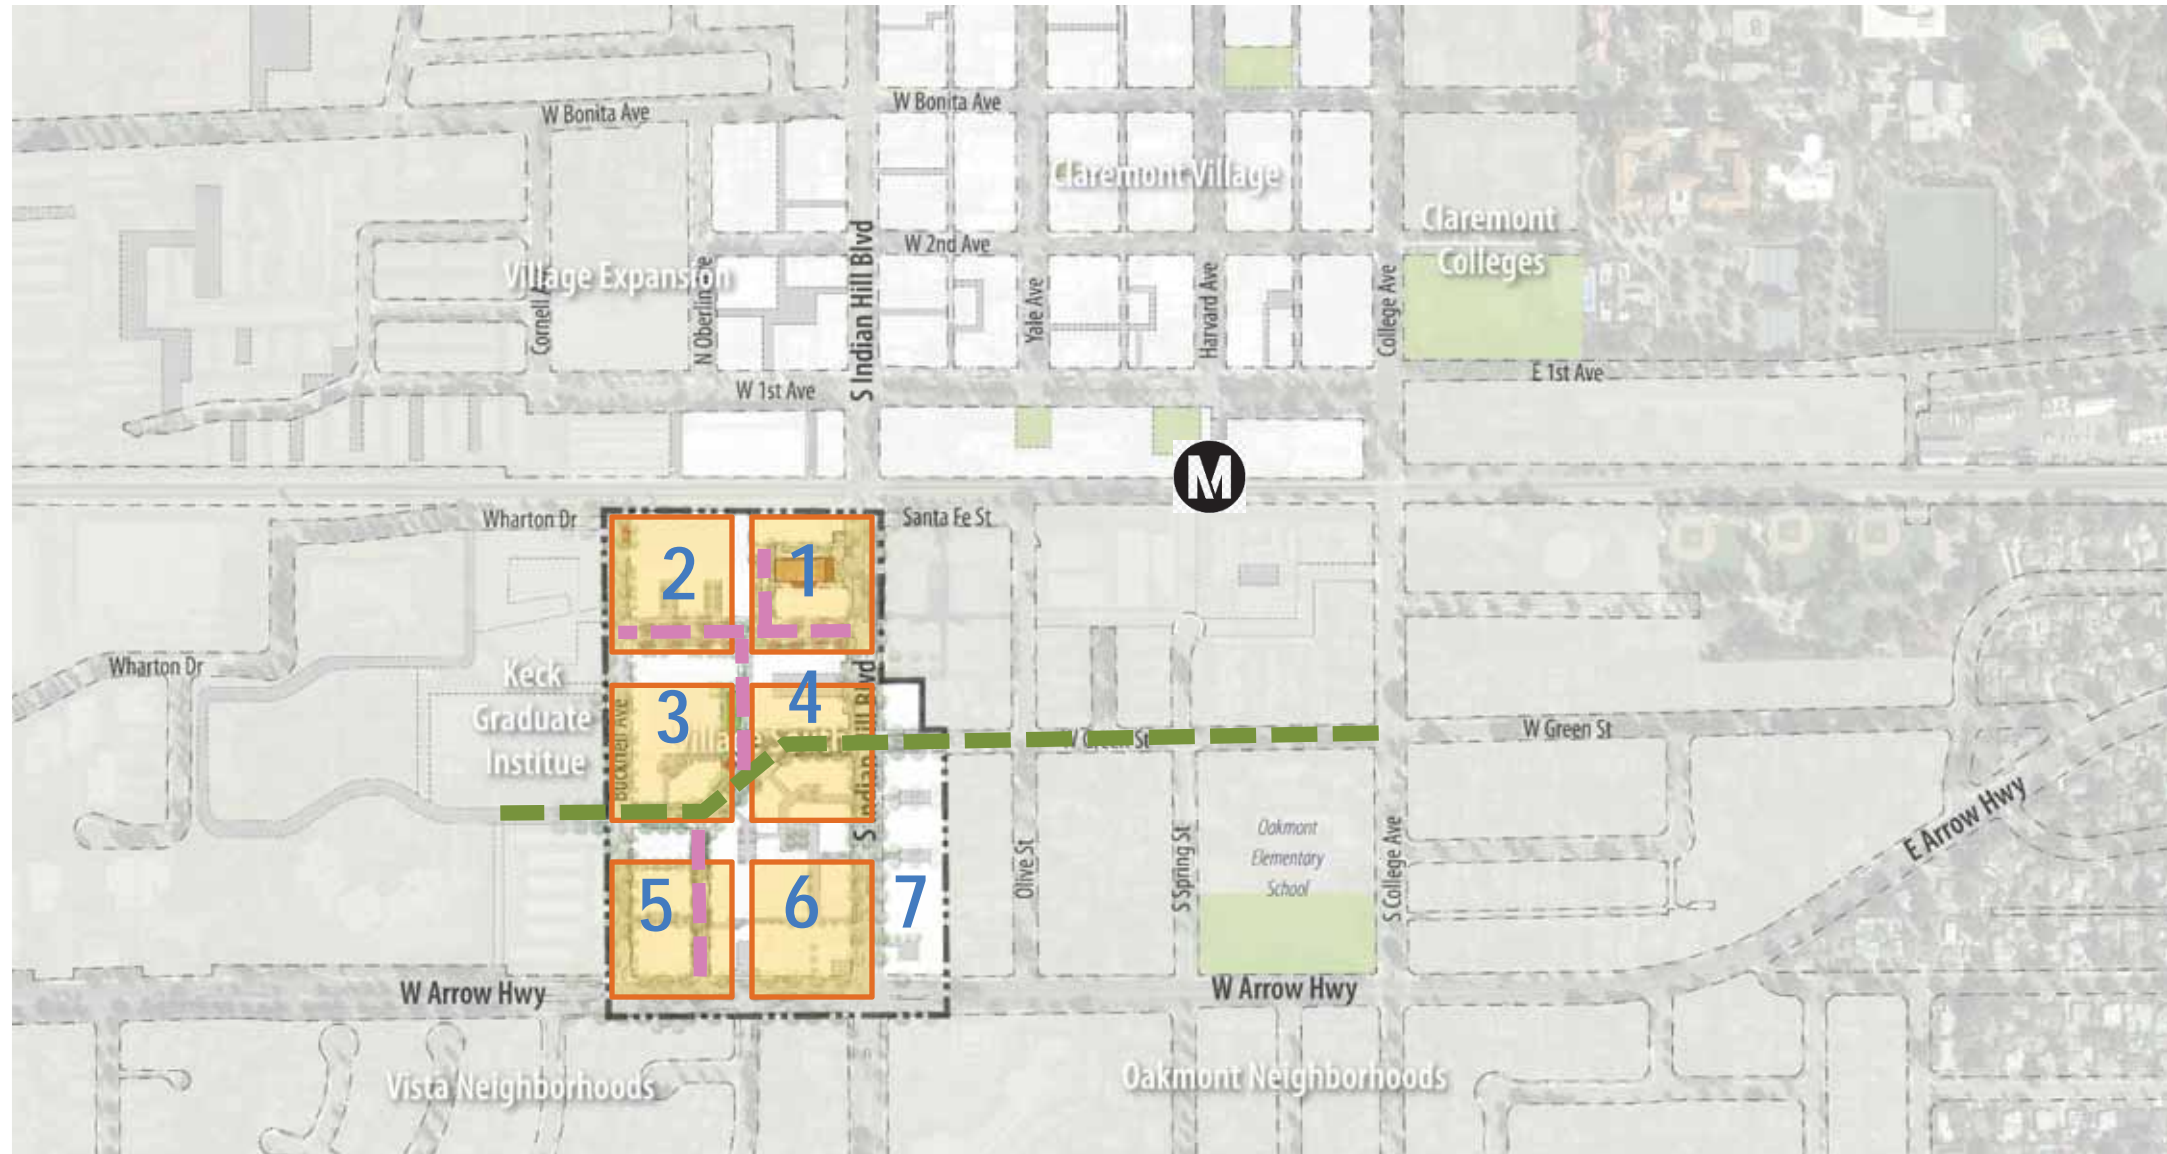 W Bonita Ave
W Bonita Ave
Claremont Village
Claremont
Colleges
W 2nd Ave
Village Expansion
Cornell A
N Oberlin Ave
S Indian Hill Blvd
Yale Ave
Harvard Ave
College Ave
W 1st Ave
E 1st Ave
M
Wharton Dr
Santa Fe St
2
1
Wharton Dr
Keck
Graduate
Institue
Bucknell Ave
3
4
Village S
S Indian Hill Blvd
W Green St
W Green St
5
6
7
Olive St
S Spring St
Oakmont
Elementary
School
S College Ave
E Arrow Hwy
W Arrow Hwy
W Arrow Hwy
Vista Neighborhoods
Oakmont Neighborhoods